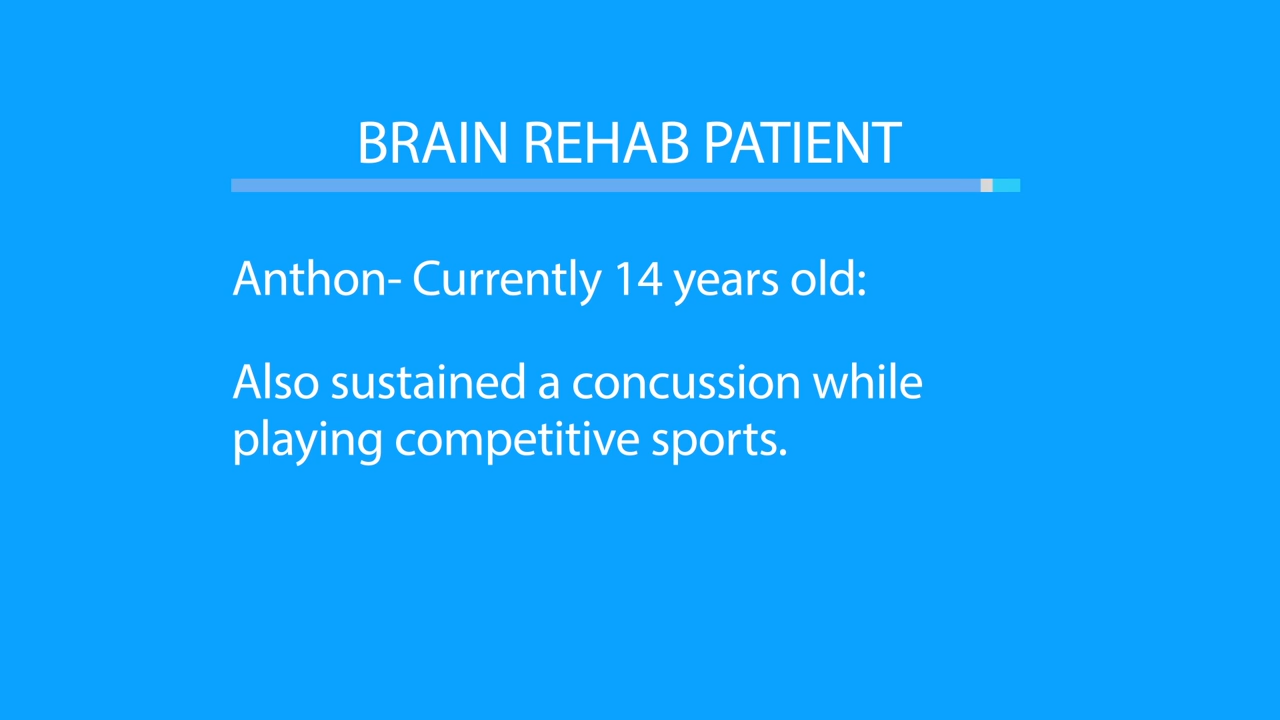 BRAIN REHAB PATIENT
Anthon- Currently 14 years old:
Also sustained a concussion while
playing competitive sports.